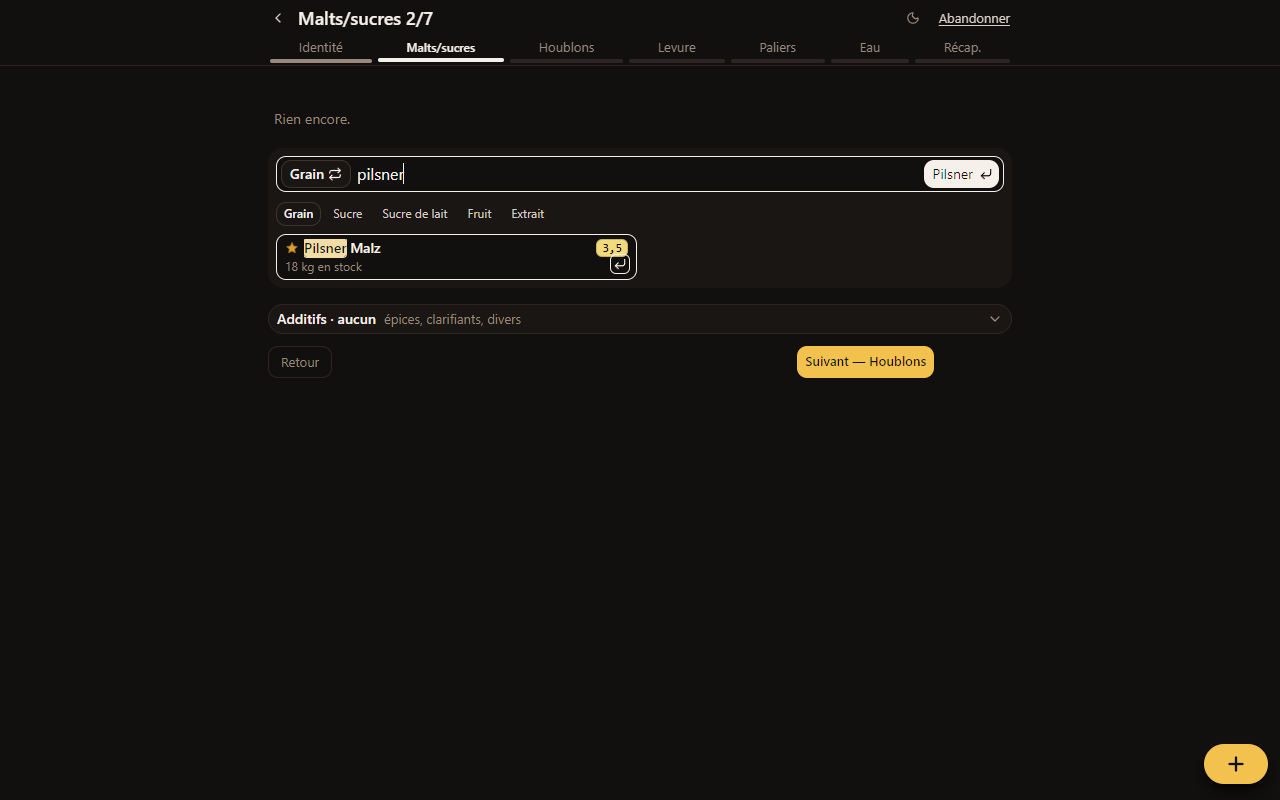 Malts/sucres 2/7
Abandonner
Identité
Malts/sucres
Houblons
Levure
Paliers
Eau
Récap.
Rien encore.
Grain
pilsner
Pilsner
Grain
Sucre
Sucre de lait
Fruit
Extrait
Pilsner Malz
3,5
18 kg en stock
Additifs · aucun épices, clarifiants, divers
Retour
Suivant — Houblons